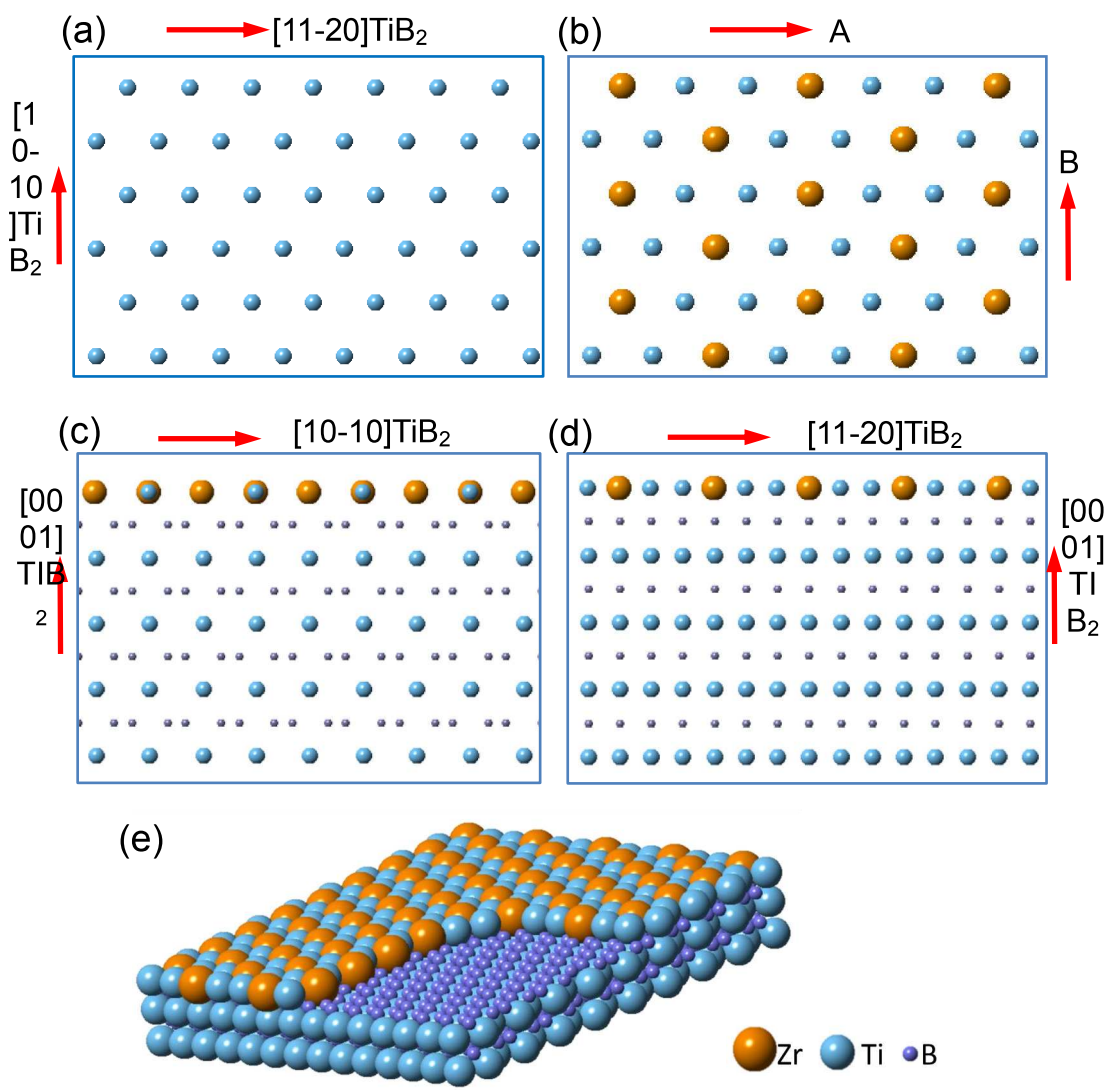 (a)
[11-20]TiB₂
(b)
A
[1
0-
10
]Ti
B₂
B
(c)
[10-10]TiB₂
(d)
[11-20]TiB₂
[00
01]
TIB
2
[00
01]
TI
B₂
(e)
Zr
Ti
B